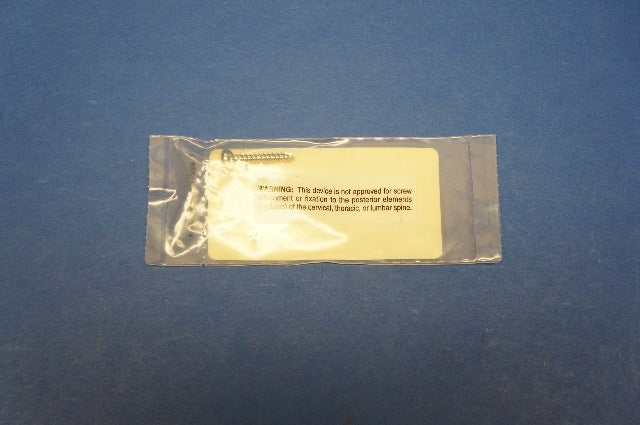 WARNING: This device is not approved for screw
attachment or fixation to the posterior elements
(pedicles) of the cervical, thoracic, or lumbar spine.